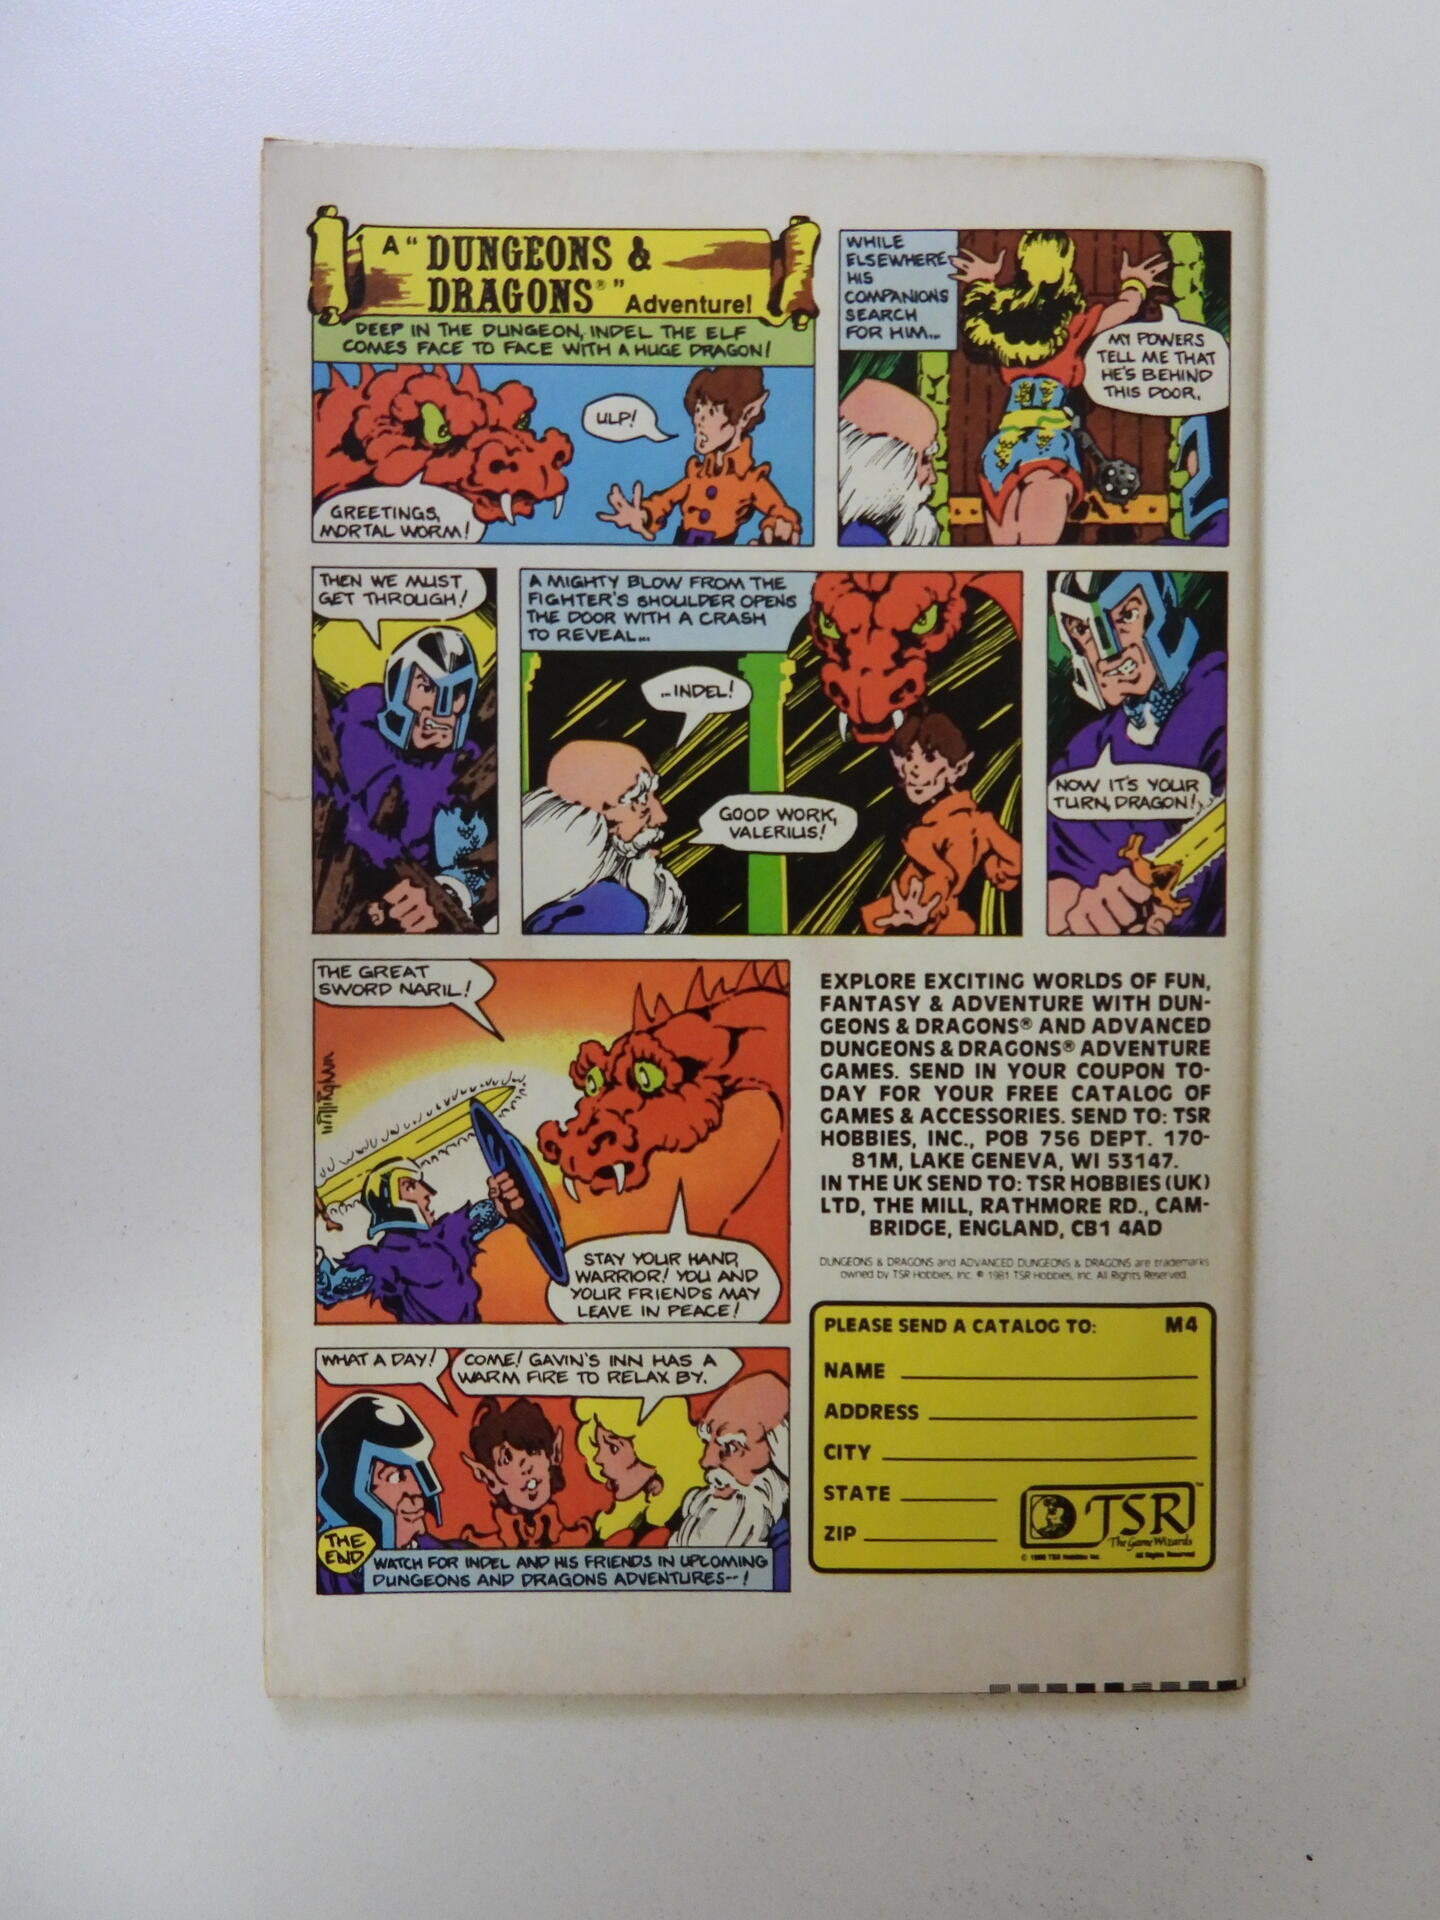 A "DUNGEONS &
DRAGONS®" Adventure!
DEEP IN THE DUNGEON, INDEL THE ELF
COMES FACE TO FACE WITH A HUGE DRAGON!
ULP!
GREETINGS,
MORTAL WORM!
WHILE
ELSEWHERE
HIS
COMPANIONS
SEARCH
FOR HIM...
MY POWERS
TELL ME THAT
HE'S BEHIND
THIS DOOR.
THEN WE MUST
GET THROUGH!
A MIGHTY BLOW FROM THE
FIGHTER'S SHOULDER OPENS
THE DOOR WITH A CRASH
TO REVEAL...
...INDEL!
GOOD WORK,
VALERIUS!
NOW IT'S YOUR
TURN, DRAGON!
THE GREAT
SWORD NARIL!
Willingham
STAY YOUR HAND,
WARRIOR! YOU AND
YOUR FRIENDS MAY
LEAVE IN PEACE!
WHAT A DAY!
COME! GAVIN'S INN HAS A
WARM FIRE TO RELAX BY.
THE
END
WATCH FOR INDEL AND HIS FRIENDS IN UPCOMING
DUNGEONS AND DRAGONS ADVENTURES--!
EXPLORE EXCITING WORLDS OF FUN,
FANTASY & ADVENTURE WITH DUN-
GEONS & DRAGONS® AND ADVANCED
DUNGEONS & DRAGONS® ADVENTURE
GAMES. SEND IN YOUR COUPON TO-
DAY FOR YOUR FREE CATALOG OF
GAMES & ACCESSORIES. SEND TO: TSR
HOBBIES, INC., POB 756 DEPT. 170-
81M, LAKE GENEVA, WI 53147.
IN THE UK SEND TO: TSR HOBBIES (UK)
LTD, THE MILL, RATHMORE RD., CAM-
BRIDGE, ENGLAND, CB1 4AD
DUNGEONS & DRAGONS and ADVANCED DUNGEONS & DRAGONS are trademarks
owned by TSR Hobbies, Inc. © 1981 TSR Hobbies, Inc. All Rights Reserved.
PLEASE SEND A CATALOG TO: M4
NAME
ADDRESS
CITY
STATE
ZIP
TSR™
The Game Wizards
© 1980 TSR Hobbies Inc. All Rights Reserved